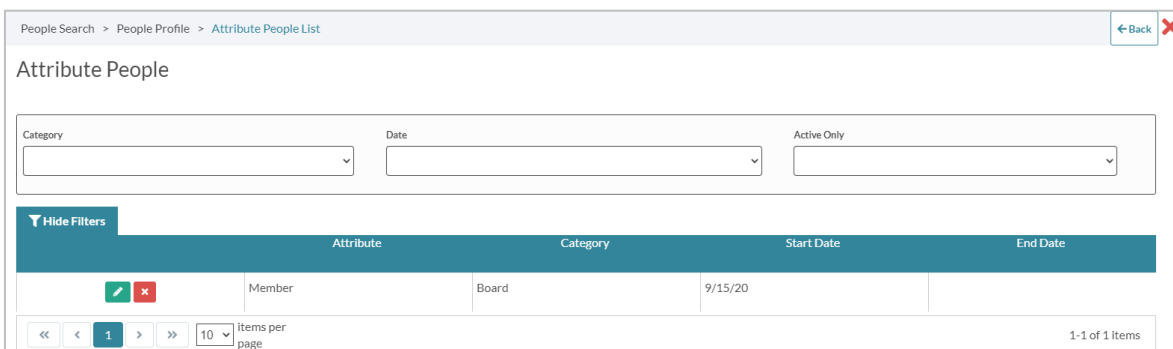 People Search > People Profile > Attribute People List
←Back
Attribute People
Category
Date
Active Only
Hide Filters
Attribute Category Start Date End Date
Member Board 9/15/20
« < 1 > » 10 items per page 1-1 of 1 items